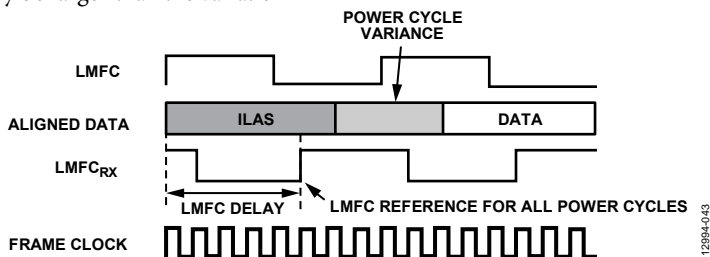 POWER CYCLE
VARIANCE
LMFC
ALIGNED DATA
ILAS
DATA
LMFCRX
LMFC DELAY
LMFC REFERENCE FOR ALL POWER CYCLES
FRAME CLOCK
12994-043